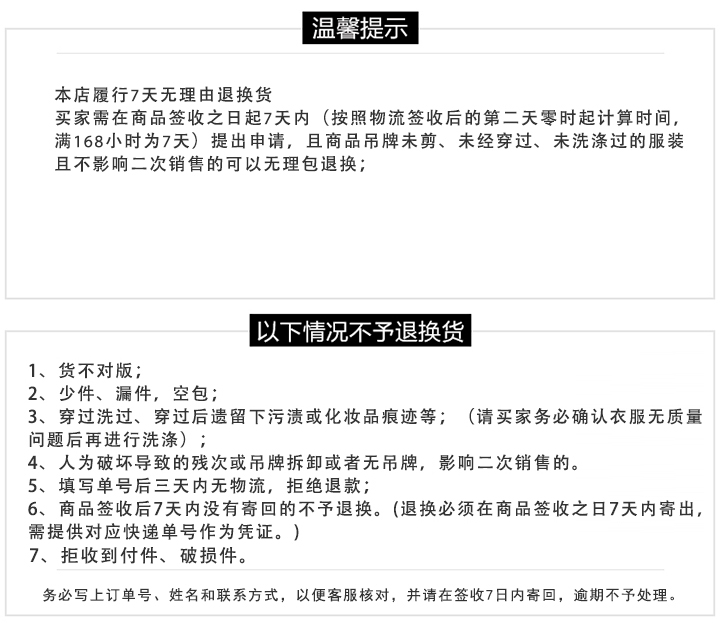 温馨提示
本店履行7天无理由退换货
买家需在商品签收之日起7天内（按照物流签收后的第二天零时起计算时间，
满168小时为7天）提出申请，且商品吊牌未剪、未经穿过、未洗涤过的服装
且不影响二次销售的可以无理包退换；
以下情况不予退换货
1、货不对版；
2、少件、漏件，空包；
3、穿过洗过、穿过后遗留下污渍或化妆品痕迹等；（请买家务必确认衣服无质量
问题后再进行洗涤）；
4、人为破坏导致的残次或吊牌拆卸或者无吊牌，影响二次销售的。
5、填写单号后三天内无物流，拒绝退款；
6、商品签收后7天内没有寄回的不予退换。(退换必须在商品签收之日7天内寄出，
需提供对应快递单号作为凭证。)
7、拒收到付件、破损件。
务必写上订单号、姓名和联系方式，以便客服核对，并请在签收7日内寄回，逾期不予处理。